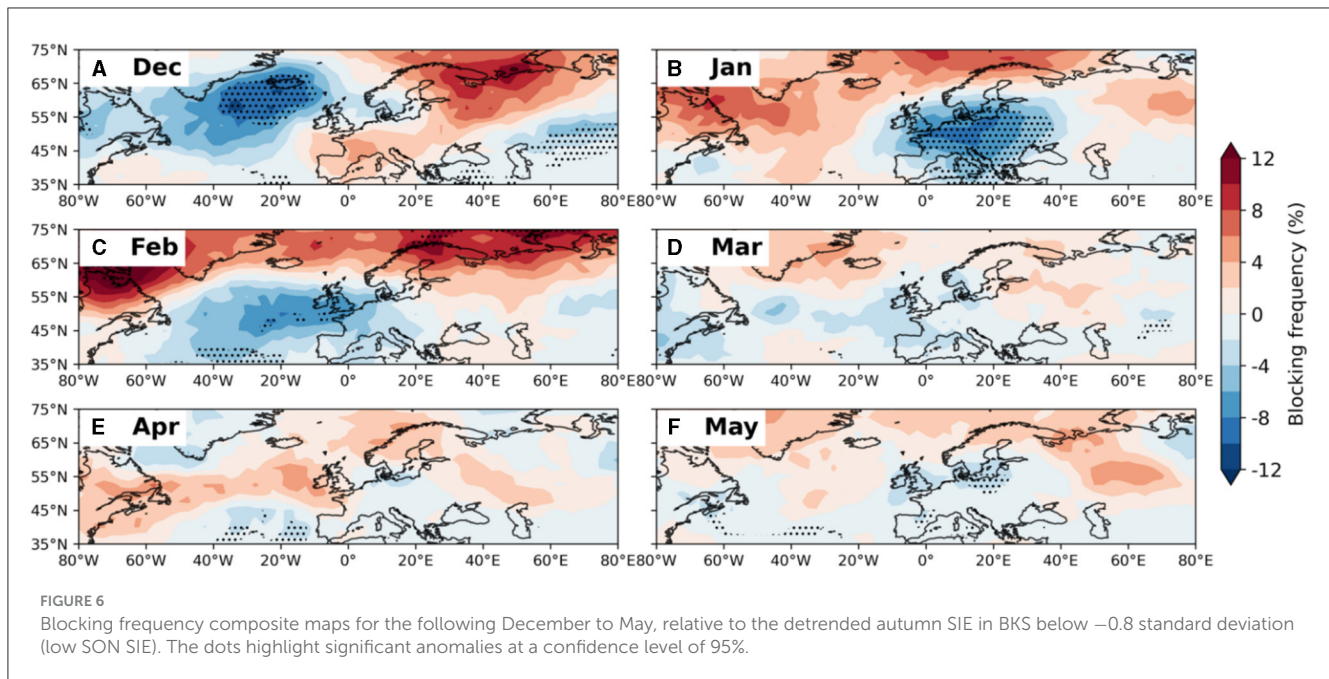 75°N
65°N
55°N
45°N
35°N
A Dec
80°W 60°W 40°W 20°W 0° 20°E 40°E 60°E 80°E
B Jan
80°W 60°W 40°W 20°W 0° 20°E 40°E 60°E 80°E
75°N
65°N
55°N
45°N
35°N
C Feb
80°W 60°W 40°W 20°W 0° 20°E 40°E 60°E 80°E
D Mar
80°W 60°W 40°W 20°W 0° 20°E 40°E 60°E 80°E
75°N
65°N
55°N
45°N
35°N
E Apr
80°W 60°W 40°W 20°W 0° 20°E 40°E 60°E 80°E
F May
80°W 60°W 40°W 20°W 0° 20°E 40°E 60°E 80°E
12
8
4
0
-4
-8
-12
Blocking frequency (%)
FIGURE 6
Blocking frequency composite maps for the following December to May, relative to the detrended autumn SIE in BKS below −0.8 standard deviation
(low SON SIE). The dots highlight significant anomalies at a confidence level of 95%.